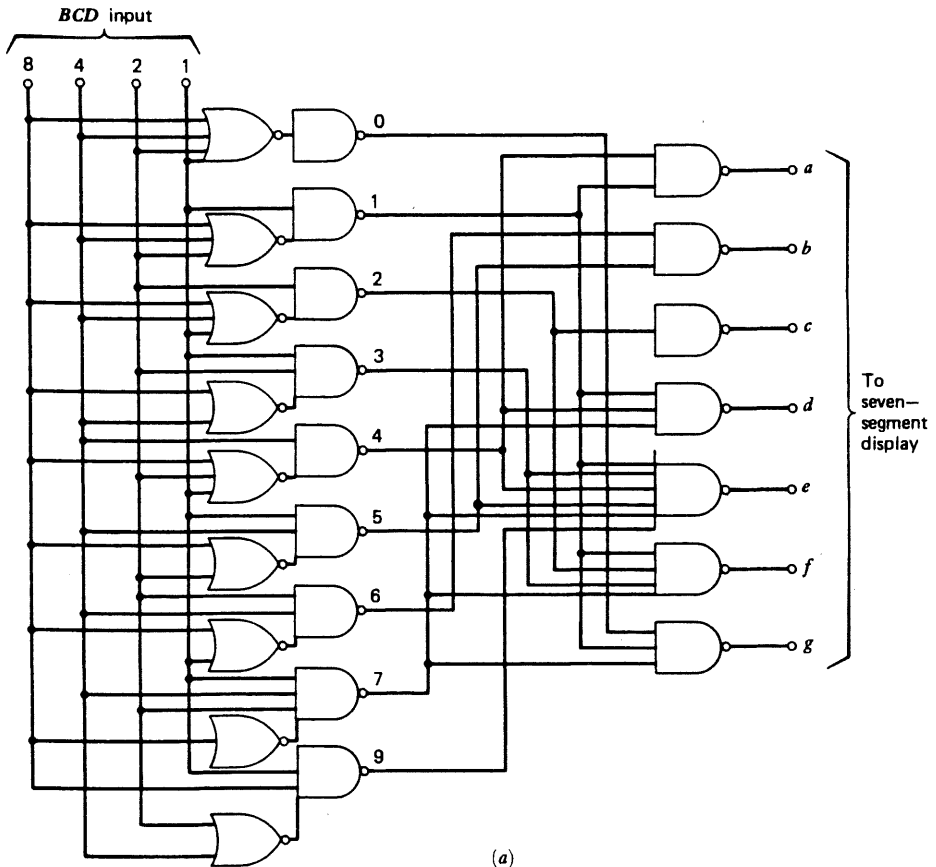 BCD input
8 4 2 1
0
1
2
3
4
5
6
7
9
a
b
c
d
e
f
g
To
seven—
segment
display
(a)